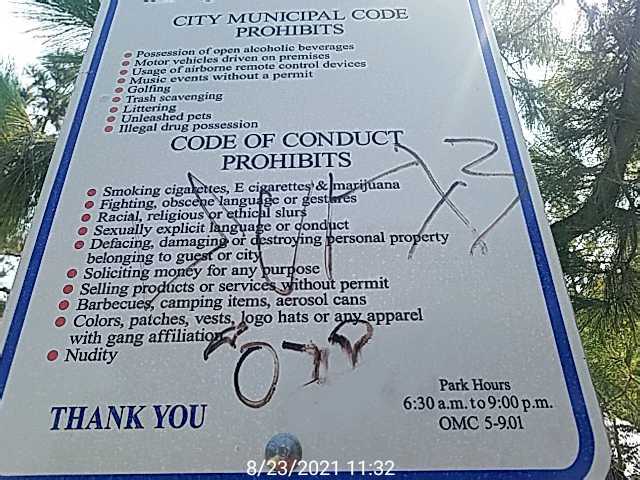 CITY MUNICIPAL CODE
PROHIBITS
Possession of open alcoholic beverages
Motor vehicles driven on premises
Usage of airborne remote control devices
Music events without a permit
Golfing
Trash scavenging
Littering
Unleashed pets
Illegal drug possession
CODE OF CONDUCT
PROHIBITS
Smoking cigarettes, E cigarettes & marijuana
Fighting, obscene language or gestures
Racial, religious or ethical slurs
Sexually explicit language or conduct
Defacing, damaging or destroying personal property
belonging to guest or city
Soliciting money for any purpose
Selling products or services without permit
Barbecues, camping items, aerosol cans
Colors, patches, vests, logo hats or any apparel
with gang affiliation
Nudity
THANK YOU
Park Hours
6:30 a.m. to 9:00 p.m.
OMC 5-9.01
8/23/2021 11:32